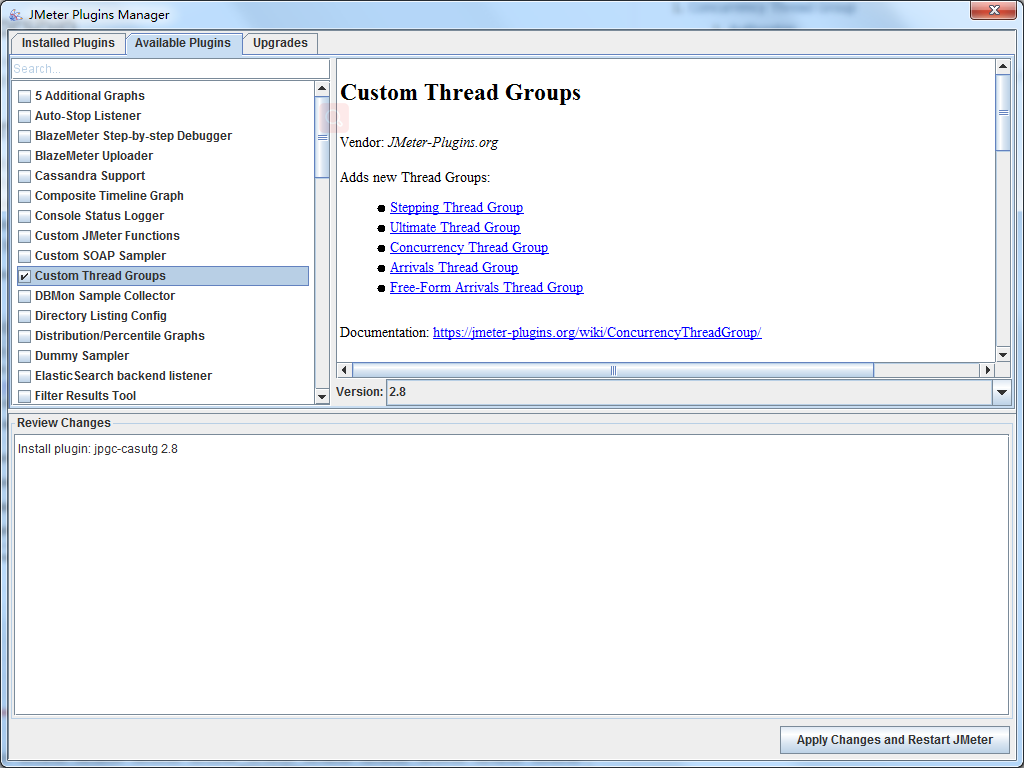 JMeter Plugins Manager
Installed Plugins
Available Plugins
Upgrades
Search...
5 Additional Graphs
Auto-Stop Listener
BlazeMeter Step-by-step Debugger
BlazeMeter Uploader
Cassandra Support
Composite Timeline Graph
Console Status Logger
Custom JMeter Functions
Custom SOAP Sampler
Custom Thread Groups
DBMon Sample Collector
Directory Listing Config
Distribution/Percentile Graphs
Dummy Sampler
ElasticSearch backend listener
Filter Results Tool
Custom Thread Groups
Vendor: JMeter-Plugins.org
Adds new Thread Groups:
Stepping Thread Group
Ultimate Thread Group
Concurrency Thread Group
Arrivals Thread Group
Free-Form Arrivals Thread Group
Documentation: https://jmeter-plugins.org/wiki/ConcurrencyThreadGroup/
Version: 2.8
Review Changes
Install plugin: jpgc-casutg 2.8
Apply Changes and Restart JMeter